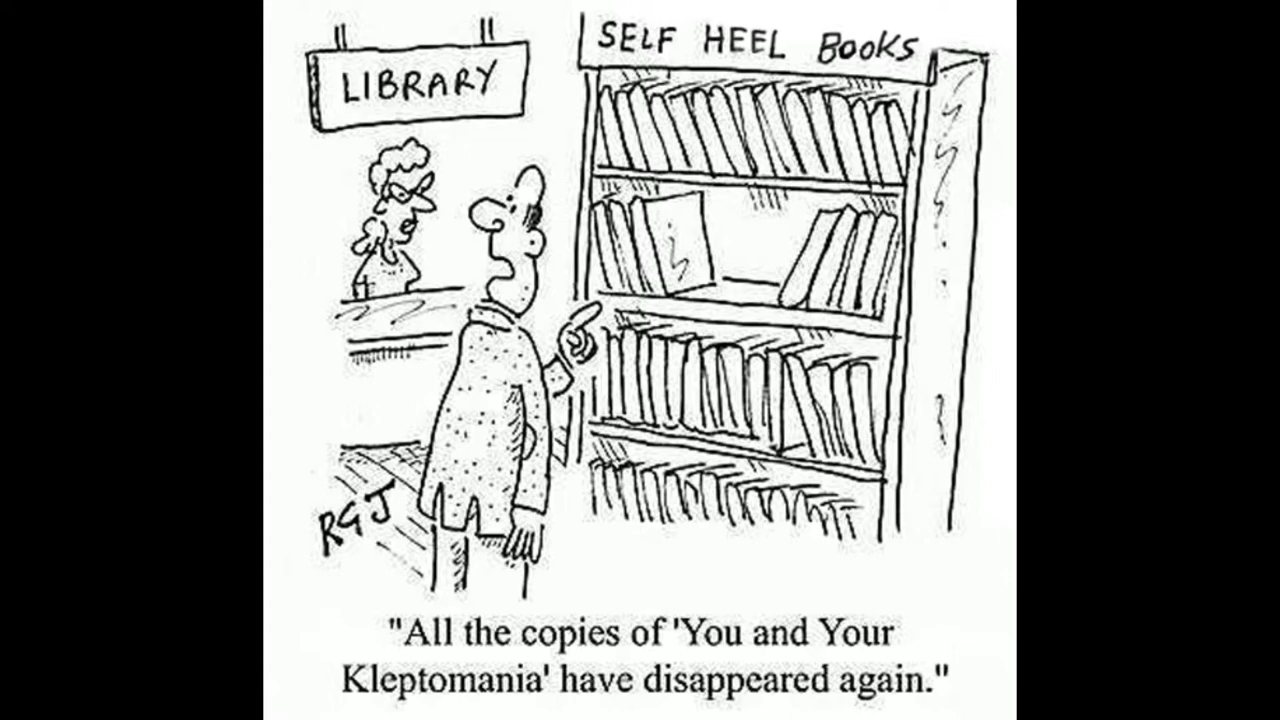 LIBRARY
SELF HEEL BOOKS
RGJ
"All the copies of 'You and Your
Kleptomania' have disappeared again."